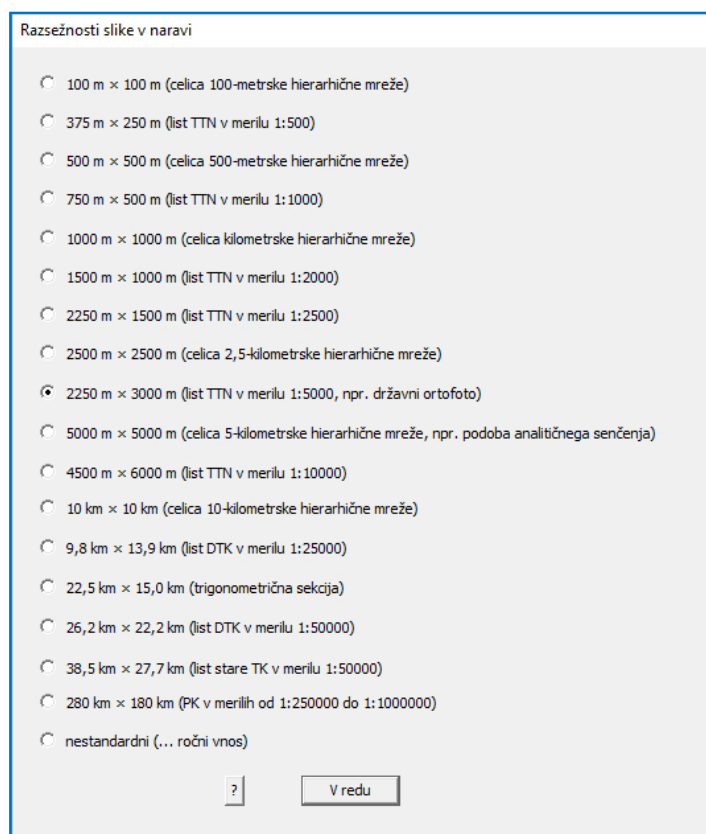 Razsežnosti slike v naravi
100 m × 100 m (celica 100-metrske hierarhične mreže)
375 m × 250 m (list TTN v merilu 1:500)
500 m × 500 m (celica 500-metrske hierarhične mreže)
750 m × 500 m (list TTN v merilu 1:1000)
1000 m × 1000 m (celica kilometrske hierarhične mreže)
1500 m × 1000 m (list TTN v merilu 1:2000)
2250 m × 1500 m (list TTN v merilu 1:2500)
2500 m × 2500 m (celica 2,5-kilometrske hierarhične mreže)
2250 m × 3000 m (list TTN v merilu 1:5000, npr. državni ortofoto)
5000 m × 5000 m (celica 5-kilometrske hierarhične mreže, npr. podoba analitičnega senčenja)
4500 m × 6000 m (list TTN v merilu 1:10000)
10 km × 10 km (celica 10-kilometrske hierarhične mreže)
9,8 km × 13,9 km (list DTK v merilu 1:25000)
22,5 km × 15,0 km (trigonometrična sekcija)
26,2 km × 22,2 km (list DTK v merilu 1:50000)
38,5 km × 27,7 km (list stare TK v merilu 1:50000)
280 km × 180 km (PK v merilih od 1:250000 do 1:1000000)
nestandardni (... ročni vnos)
? V redu